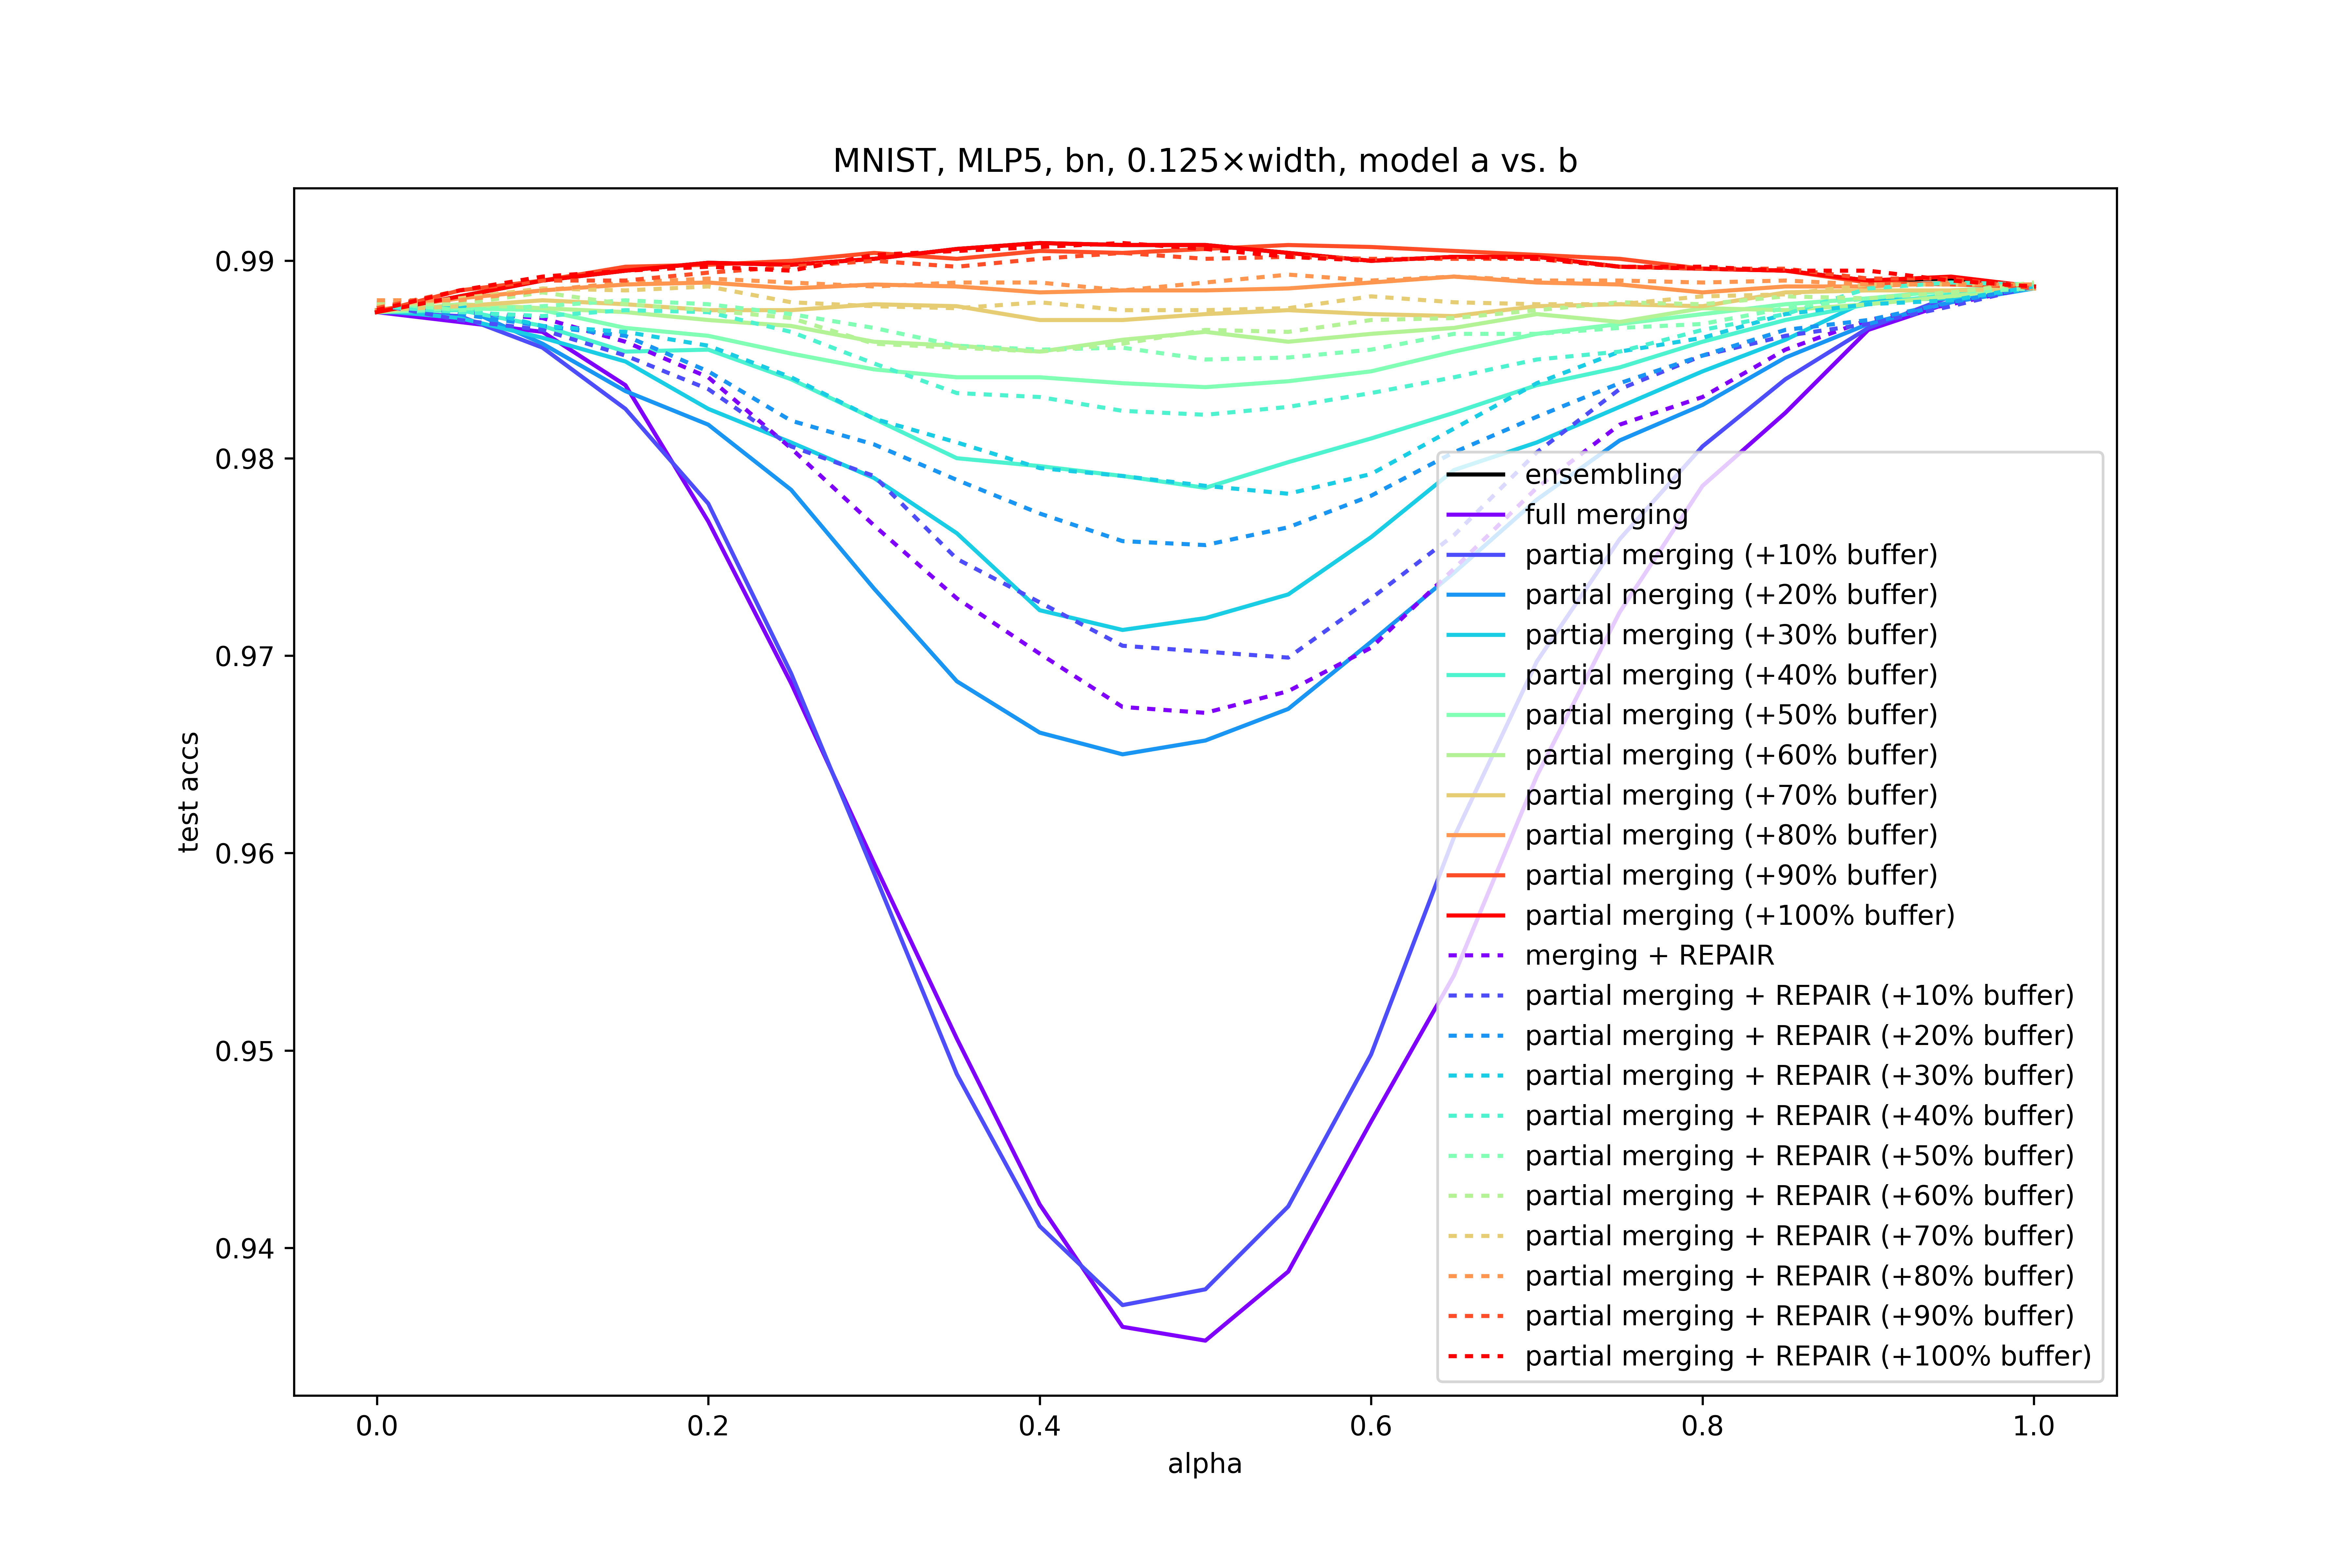 MNIST, MLP5, bn, 0.125×width, model a vs. b
0.99
0.98
0.97
0.96
0.95
0.94
test accs
ensembling
full merging
partial merging (+10% buffer)
partial merging (+20% buffer)
partial merging (+30% buffer)
partial merging (+40% buffer)
partial merging (+50% buffer)
partial merging (+60% buffer)
partial merging (+70% buffer)
partial merging (+80% buffer)
partial merging (+90% buffer)
partial merging (+100% buffer)
merging + REPAIR
partial merging + REPAIR (+10% buffer)
partial merging + REPAIR (+20% buffer)
partial merging + REPAIR (+30% buffer)
partial merging + REPAIR (+40% buffer)
partial merging + REPAIR (+50% buffer)
partial merging + REPAIR (+60% buffer)
partial merging + REPAIR (+70% buffer)
partial merging + REPAIR (+80% buffer)
partial merging + REPAIR (+90% buffer)
partial merging + REPAIR (+100% buffer)
0.0 0.2 0.4 0.6 0.8 1.0
alpha